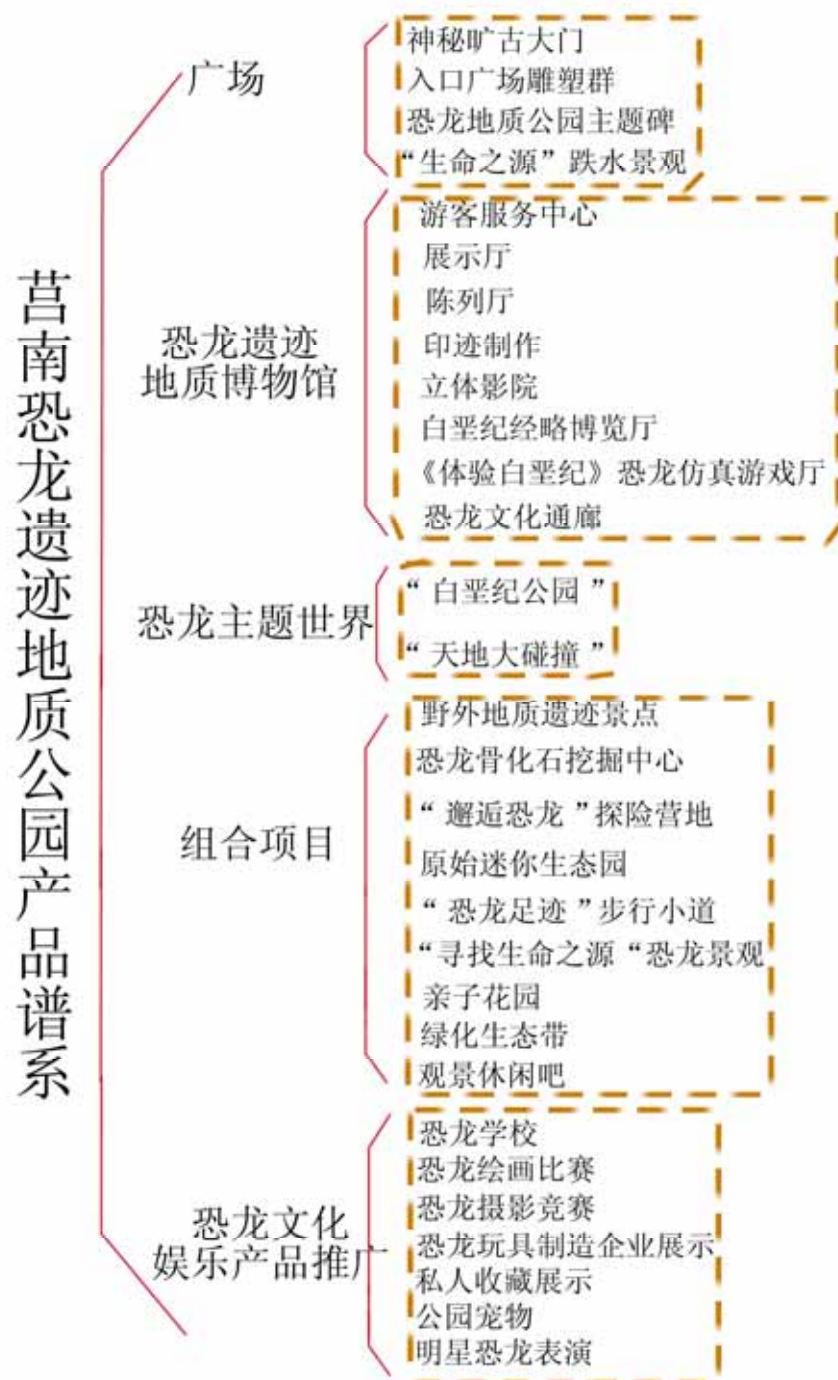 莒南恐龙遗迹地质公园产品谱系
广场
神秘旷古大门
入口广场雕塑群
恐龙地质公园主题碑
“生命之源”跌水景观
恐龙遗迹
地质博物馆
游客服务中心
展示厅
陈列厅
印迹制作
立体影院
白垩纪经略博览厅
《体验白垩纪》恐龙仿真游戏厅
恐龙文化通廊
恐龙主题世界
“白垩纪公园”
“天地大碰撞”
组合项目
野外地质遗迹景点
恐龙骨化石挖掘中心
“邂逅恐龙”探险营地
原始迷你生态园
“恐龙足迹”步行小道
“寻找生命之源“恐龙景观
亲子花园
绿化生态带
观景休闲吧
恐龙文化
娱乐产品推广
恐龙学校
恐龙绘画比赛
恐龙摄影竞赛
恐龙玩具制造企业展示
私人收藏展示
公园宠物
明星恐龙表演